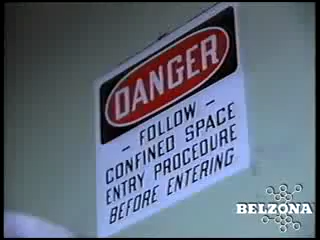 DANGER
- FOLLOW -
CONFINED SPACE
ENTRY PROCEDURE
BEFORE ENTERING
BELZONA